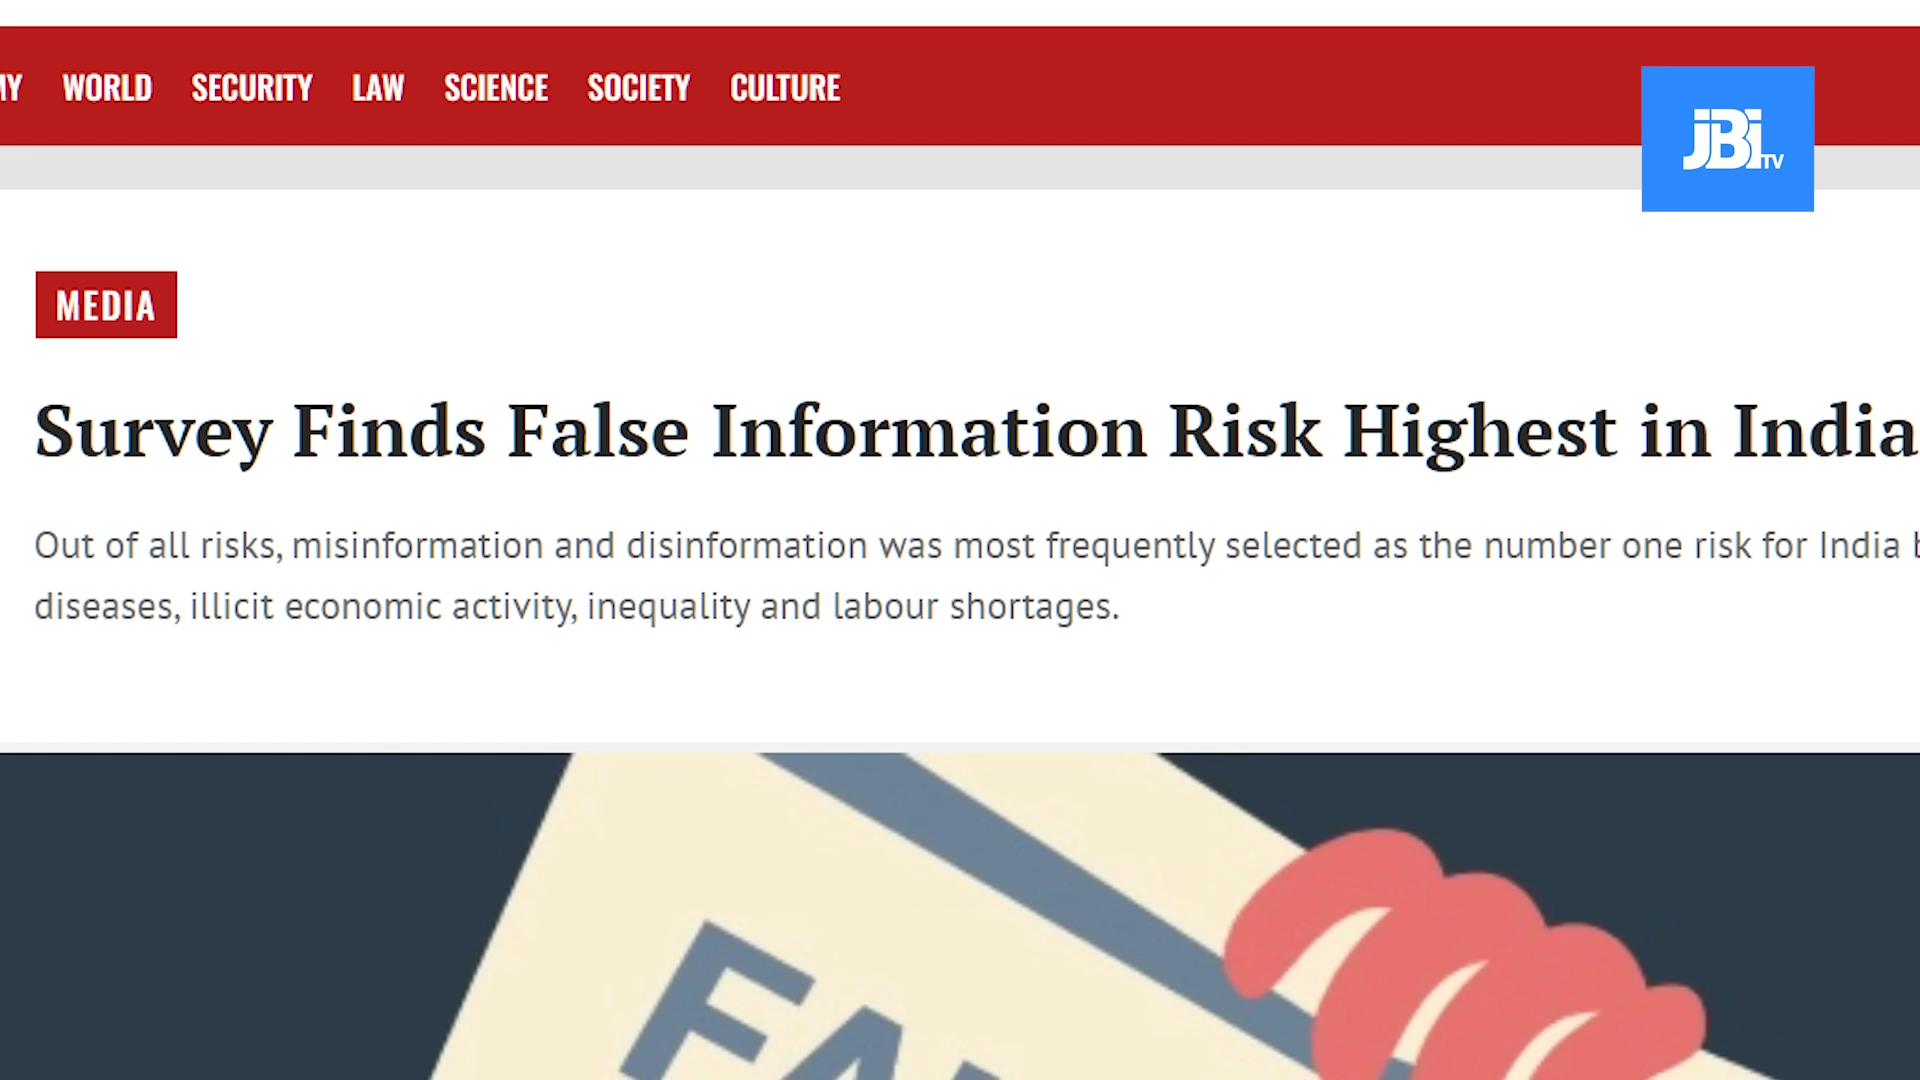 MY WORLD SECURITY LAW SCIENCE SOCIETY CULTURE
JBi TV
MEDIA
Survey Finds False Information Risk Highest in India
Out of all risks, misinformation and disinformation was most frequently selected as the number one risk for India b
diseases, illicit economic activity, inequality and labour shortages.
FA